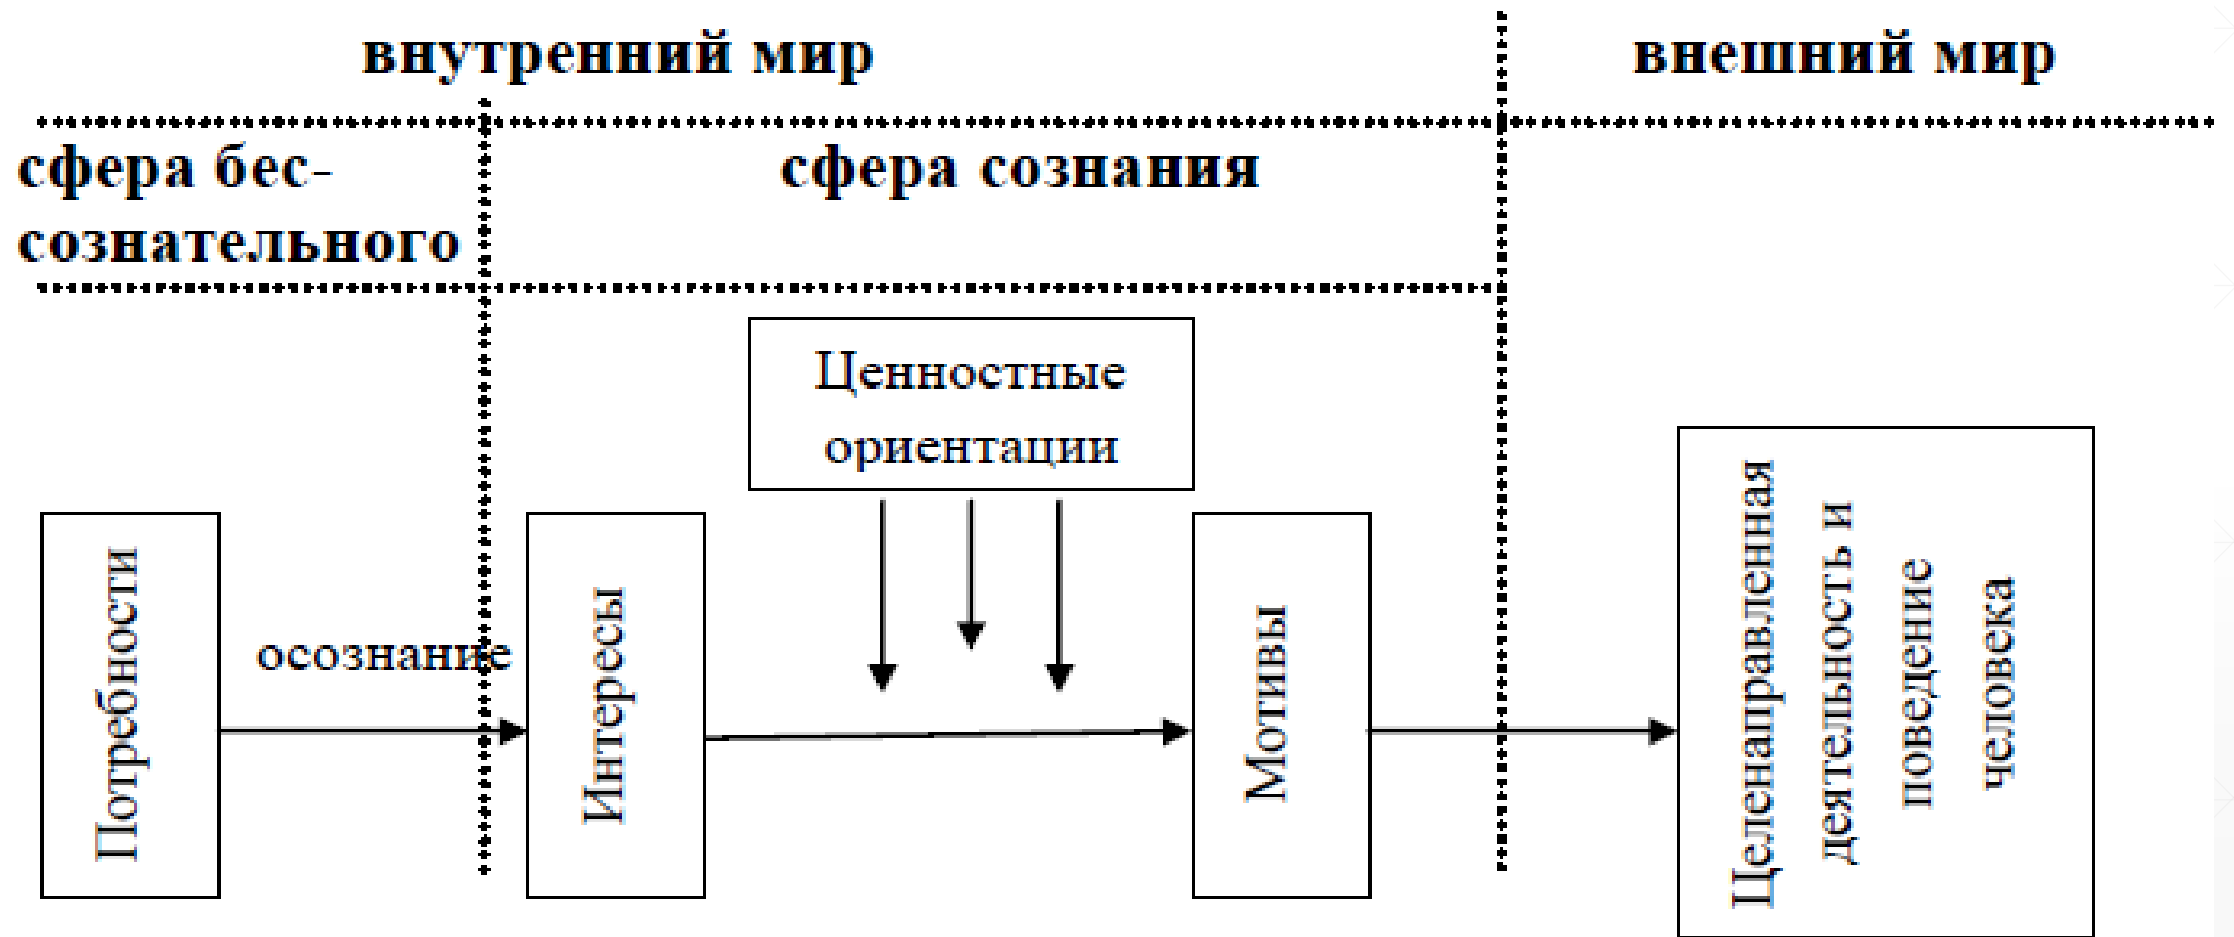 внутренний мир
внешний мир
сфера бес-
сознательного
сфера сознания
Ценностные
ориентации
Потребности
осознание
Интересы
Мотивы
Целенаправленная
деятельность и
поведение
человека